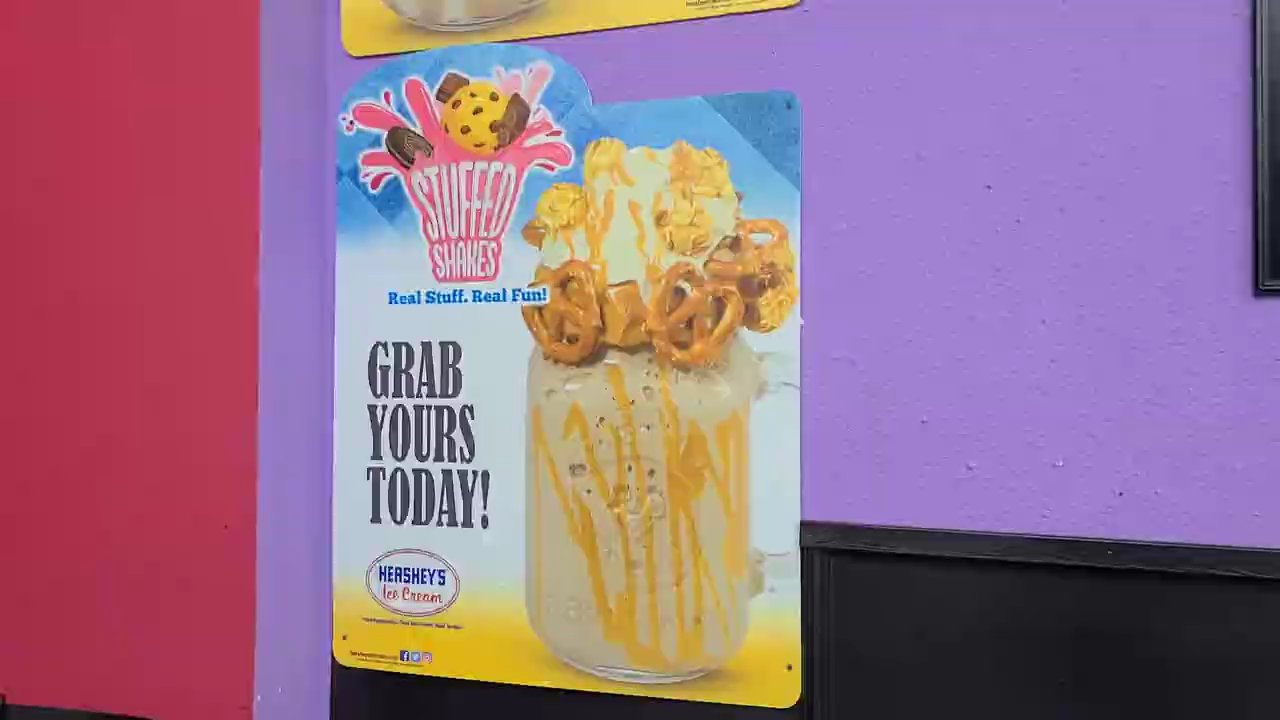 STUFFED
SHAKES
Real Stuff. Real Fun!
GRAB
YOURS
TODAY!
HERSHEY'S
Ice Cream